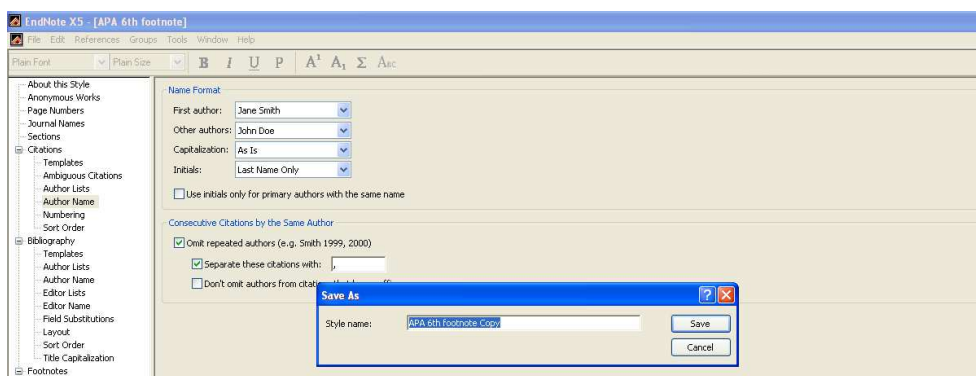 EndNote X5 - [APA 6th footnote]
File Edit References Groups Tools Window Help
Plain Font Plain Size B I U P A¹ A₁ Σ Abc
About this Style
Anonymous Works
Page Numbers
Journal Names
Sections
Citations
Templates
Ambiguous Citations
Author Lists
Author Name
Numbering
Sort Order
Bibliography
Templates
Author Lists
Author Name
Editor Lists
Editor Name
Field Substitutions
Layout
Sort Order
Title Capitalization
Footnotes
Name Format
First author: Jane Smith
Other authors: John Doe
Capitalization: As Is
Initials: Last Name Only
Use initials only for primary authors with the same name
Consecutive Citations by the Same Author
Omit repeated authors (e.g. Smith 1999, 2000)
Separate these citations with: ,
Don't omit authors from
Save As
Style name: APA 6th footnote Copy
Save
Cancel